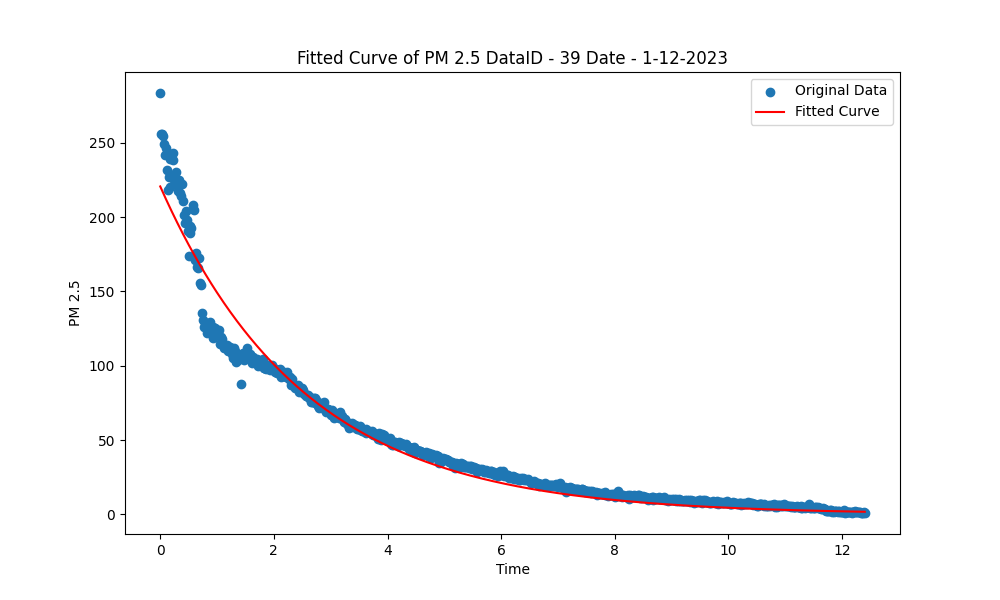 Fitted Curve of PM 2.5 DataID - 39 Date - 1-12-2023
Original Data
Fitted Curve
PM 2.5
250
200
150
100
50
0
0 2 4 6 8 10 12
Time